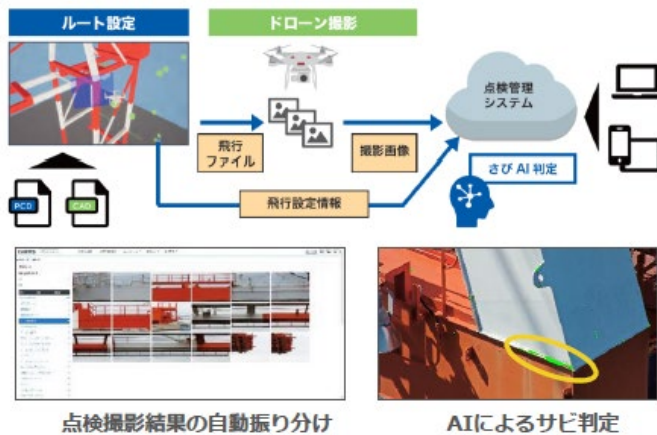 ルート設定
ドローン撮影
点検管理
システム
飛行
ファイル
撮影画像
さび AI 判定
飛行設定情報
PCD
CAD
点検撮影結果の自動振り分け
AIによるサビ判定